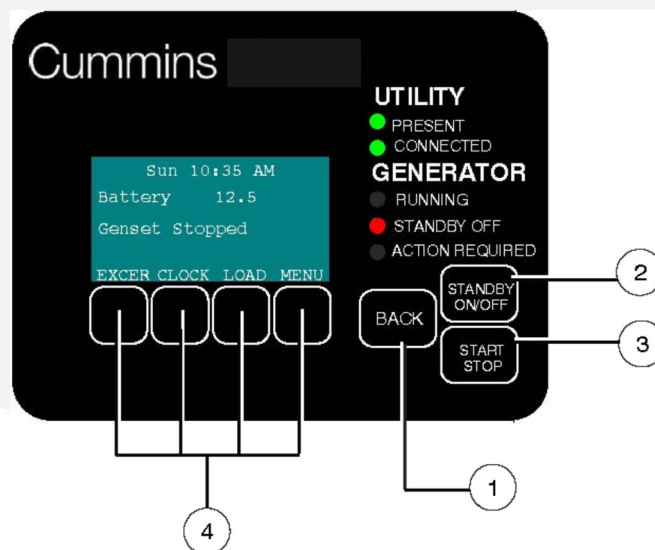 Cummins
UTILITY
PRESENT
CONNECTED
GENERATOR
RUNNING
STANDBY OFF
ACTION REQUIRED
Sun 10:35 AM
Battery 12.5
Genset Stopped
EXCER CLOCK LOAD MENU
BACK
STANDBY
ON/OFF
START
STOP
2
3
1
4